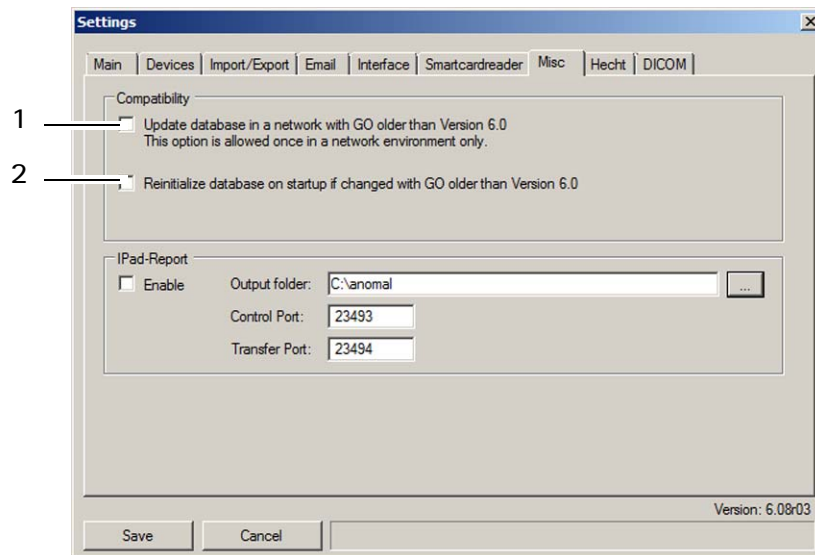 Settings
Main Devices Import/Export Email Interface Smartcardreader Misc Hecht DICOM
Compatibility
1
Update database in a network with GO older than Version 6.0
This option is allowed once in a network environment only.
2
Reinitialize database on startup if changed with GO older than Version 6.0
IPad-Report
Enable Output folder: C:\anomal ...
Control Port: 23493
Transfer Port: 23494
Version: 6.08r03
Save Cancel